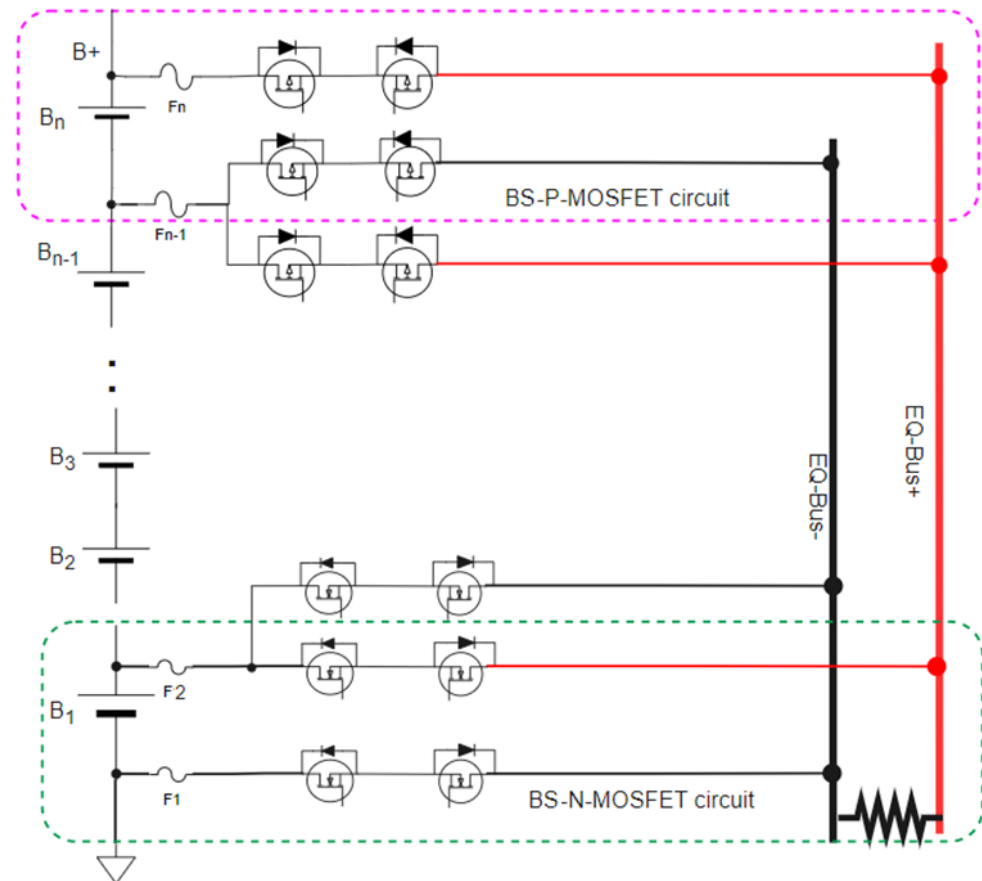 B+
Fn
Bn
BS-P-MOSFET circuit
Fn-1
Bn-1
:
B3
EQ-Bus-
EQ-Bus+
B2
F2
B1
F1
BS-N-MOSFET circuit